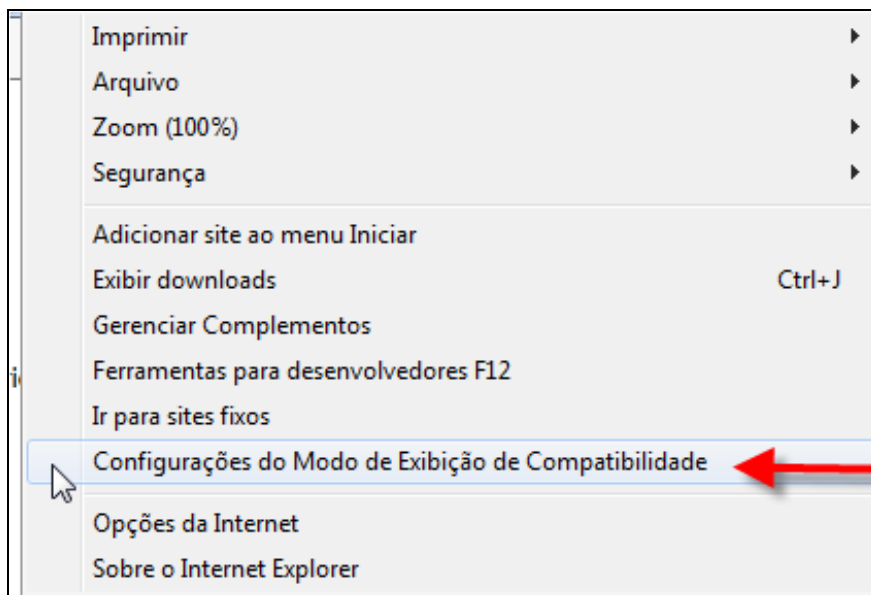 Imprimir
Arquivo
Zoom (100%)
Segurança
Adicionar site ao menu Iniciar
Exibir downloads Ctrl+J
Gerenciar Complementos
Ferramentas para desenvolvedores F12
Ir para sites fixos
Configurações do Modo de Exibição de Compatibilidade
Opções da Internet
Sobre o Internet Explorer